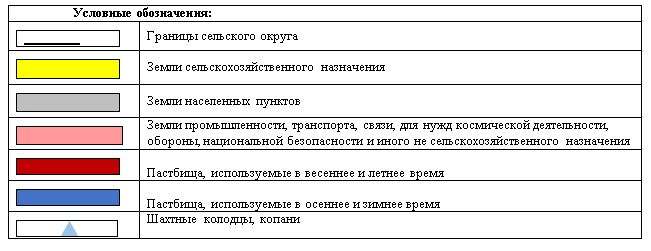 Условные обозначения:
Границы сельского округа
Земли сельскохозяйственного назначения
Земли населенных пунктов
Земли промышленности, транспорта, связи, для нужд космической деятельности,
обороны, национальной безопасности и иного не сельскохозяйственного назначения
Пастбища, используемые в весеннее и летнее время
Пастбища, используемые в осеннее и зимнее время
Шахтные колодцы, копани